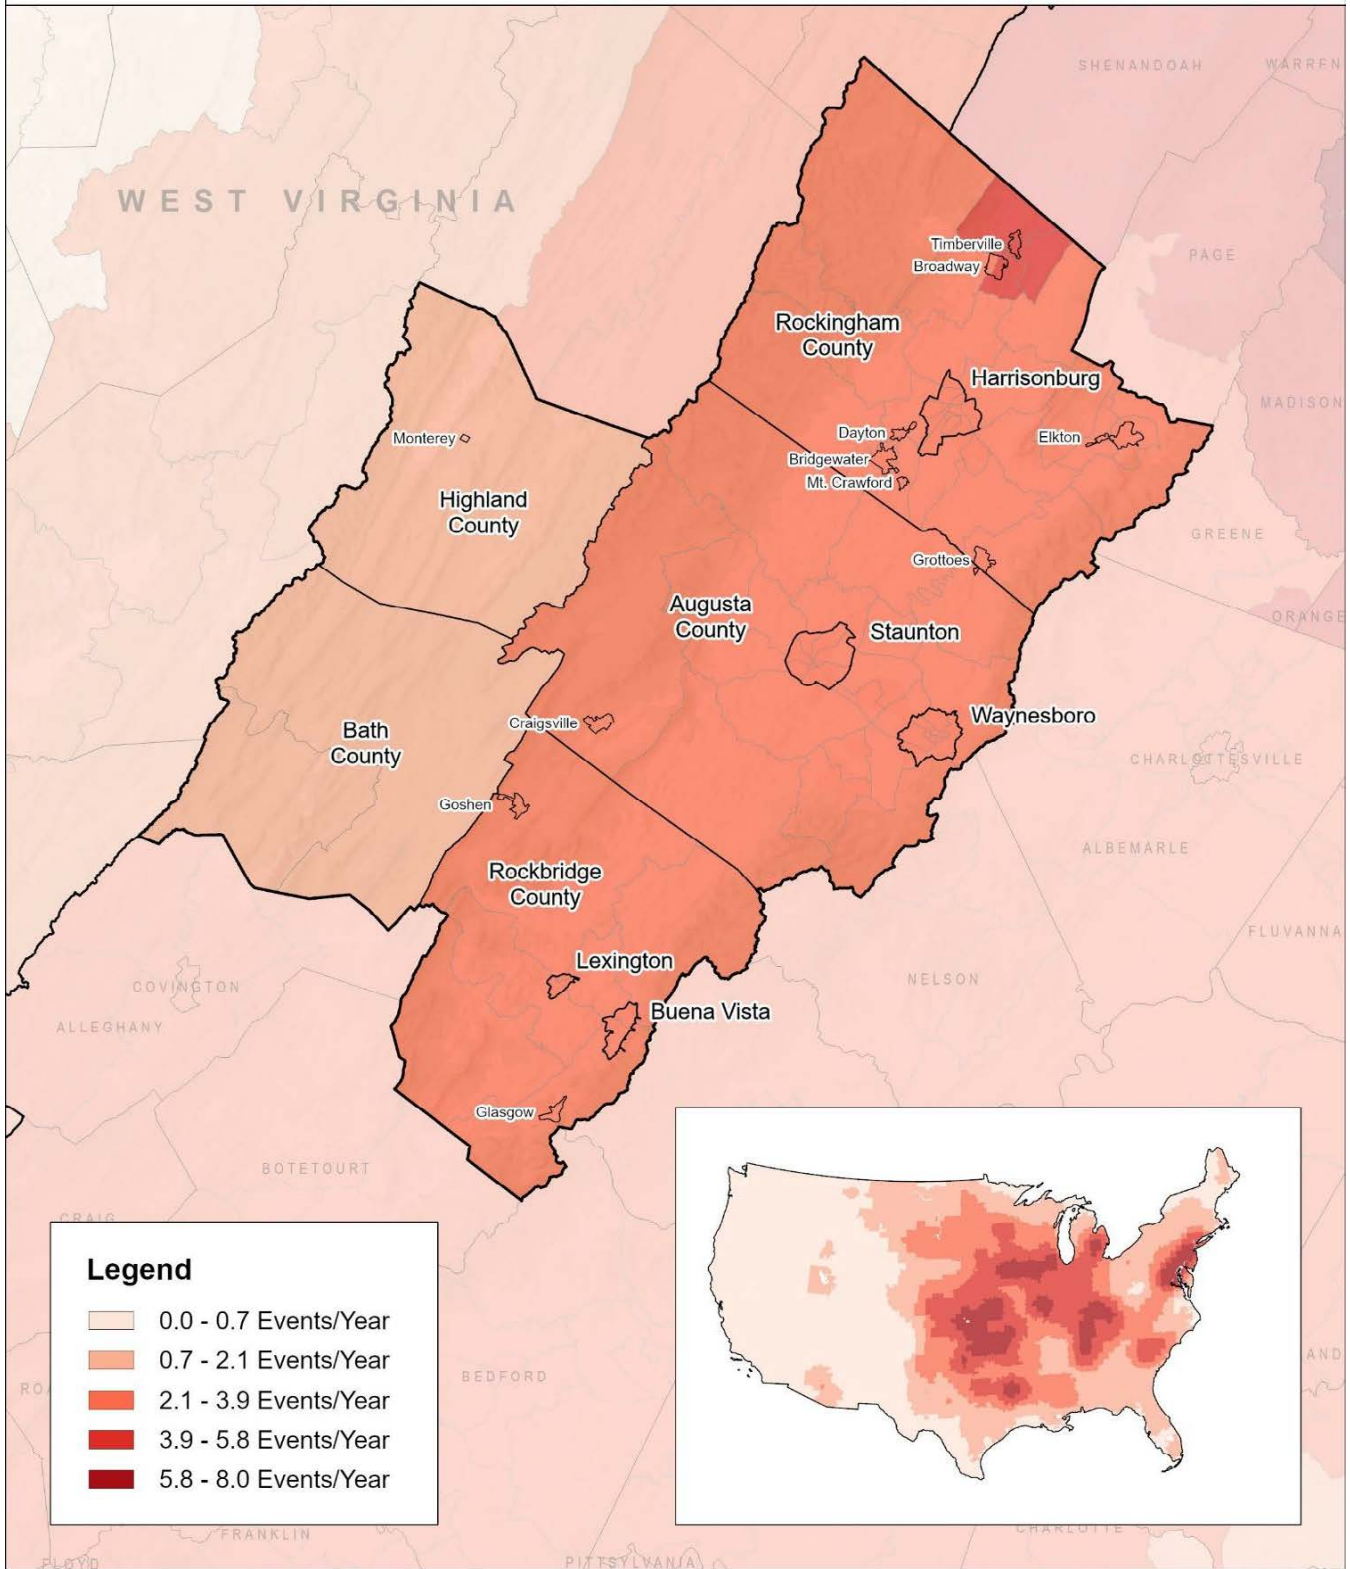 SHENANDOAH
WARREN
WEST VIRGINIA
Timberville
Broadway
PAGE
Rockingham
County
Harrisonburg
MADISON
Dayton
Elkton
Monterey
Bridgewater
Mt. Crawford
Highland
County
GREENE
Grottoes
Augusta
County
ORANGE
Staunton
Craigsville
Waynesboro
Bath
County
CHARLOTTESVILLE
Goshen
ALBEMARLE
Rockbridge
County
FLUVANNA
Lexington
NELSON
COVINGTON
Buena Vista
ALLEGHANY
Glasgow
BOTETOURT
CRAIG
Legend
0.0 - 0.7 Events/Year
0.7 - 2.1 Events/Year
2.1 - 3.9 Events/Year
3.9 - 5.8 Events/Year
5.8 - 8.0 Events/Year
ROA
BEDFORD
AND
FRANKLIN
CHARLOTTE
FLOYD
PITTSYLVANIA